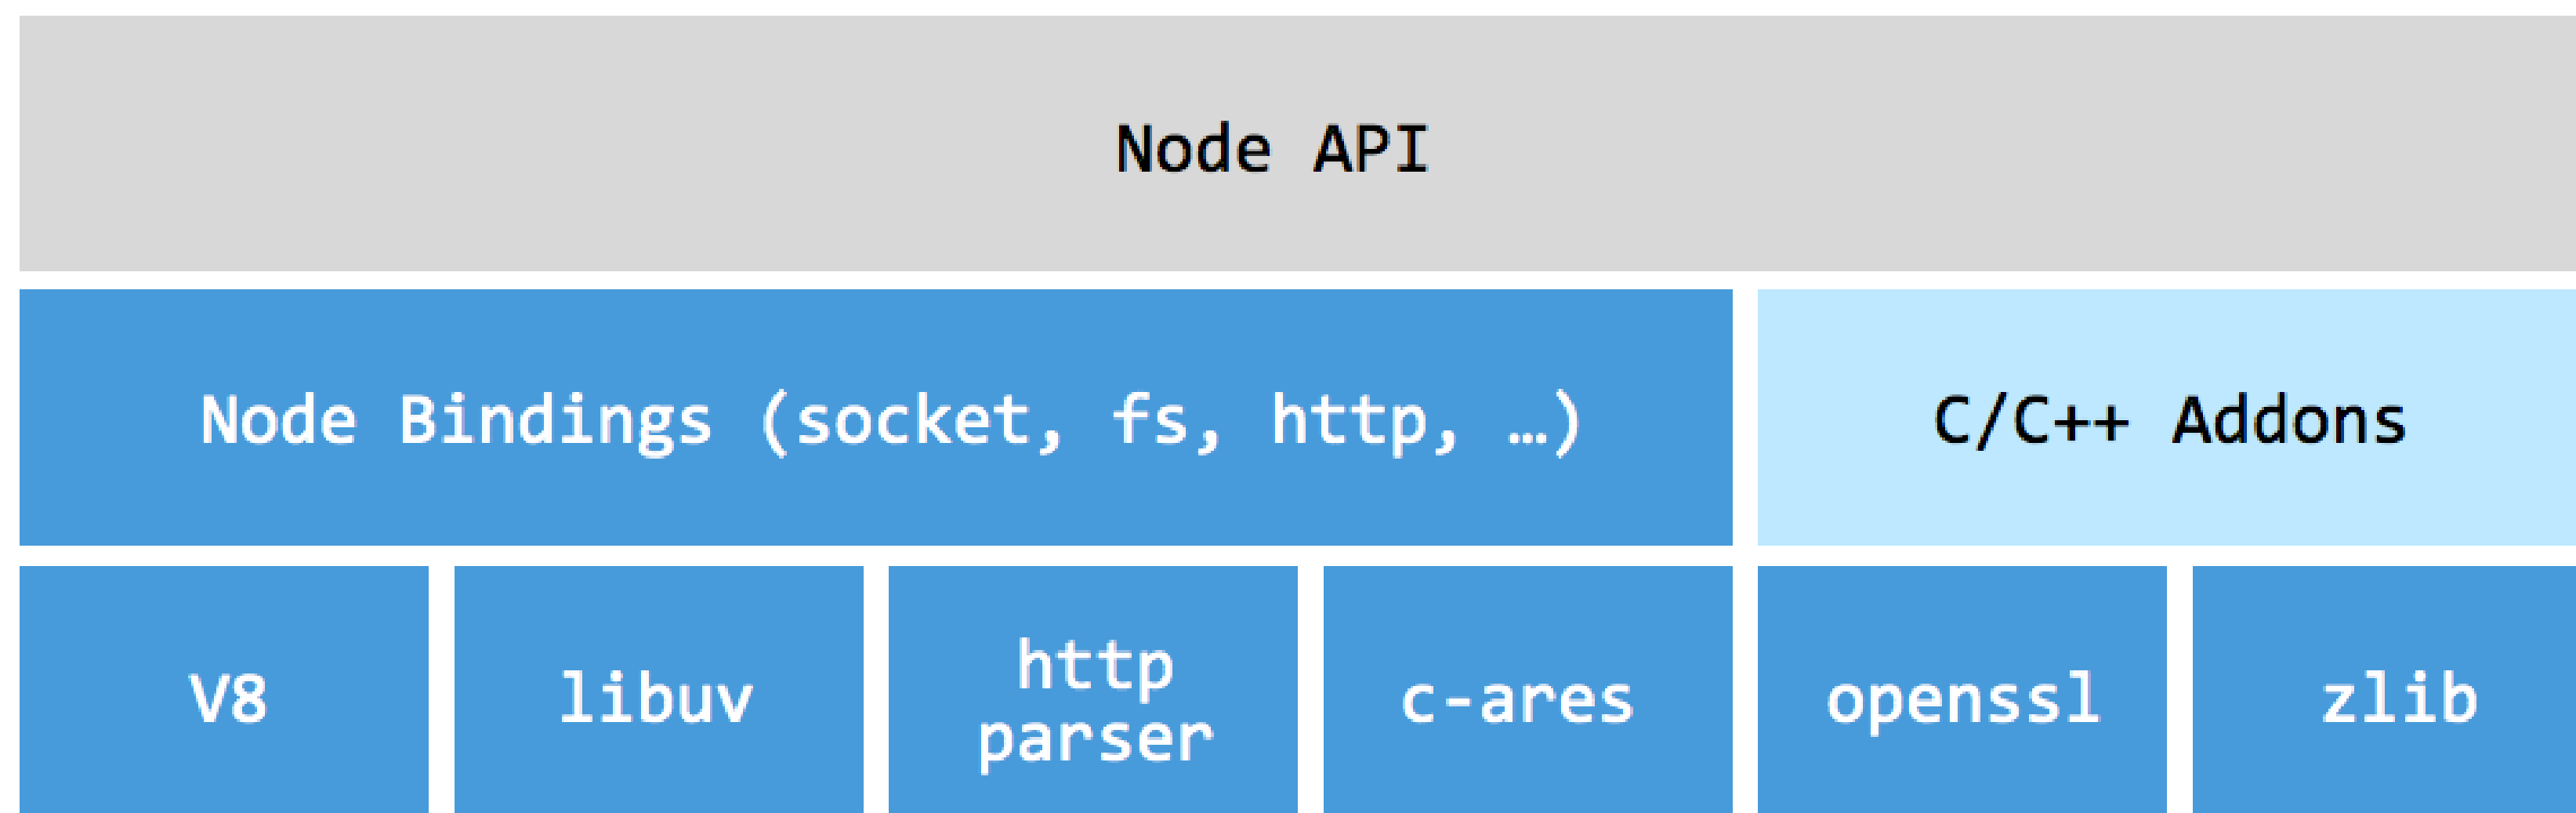 Node API
Node Bindings (socket, fs, http, …)
C/C++ Addons
V8
libuv
http
parser
c-ares
openssl
zlib